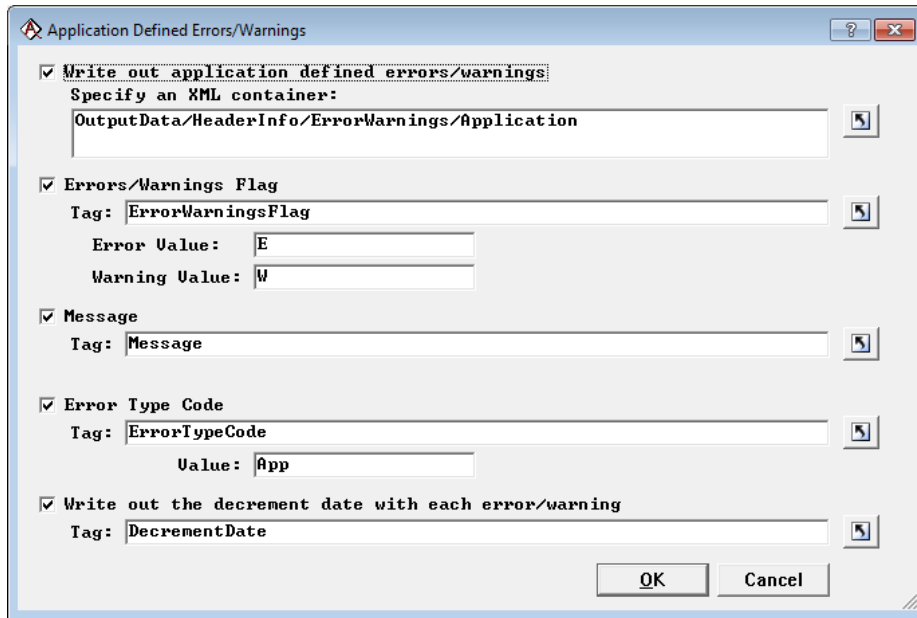 Application Defined Errors/Warnings
Write out application defined errors/warnings
Specify an XML container:
OutputData/HeaderInfo/ErrorWarnings/Application
Errors/Warnings Flag
Tag: ErrorWarningsFlag
Error Value: E
Warning Value: W
Message
Tag: Message
Error Type Code
Tag: ErrorTypeCode
Value: App
Write out the decrement date with each error/warning
Tag: DecrementDate
OK Cancel